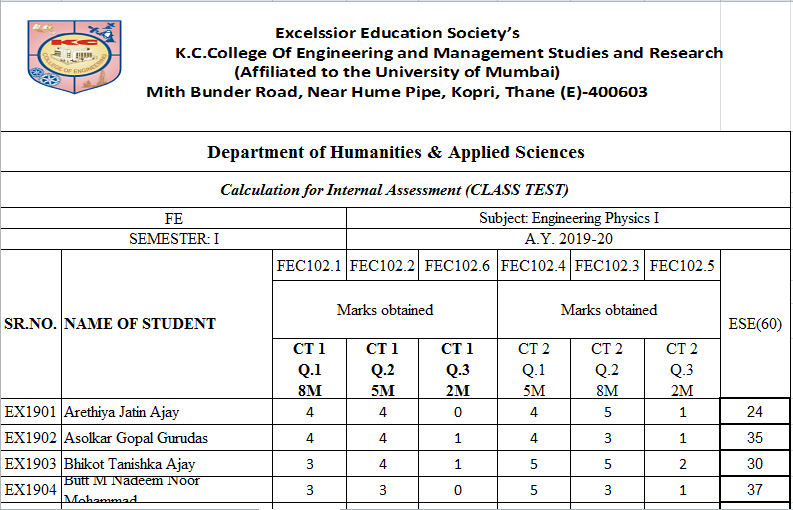 KC
COLLEGE OF ENGINEERING
Excelssior Education Society’s
K.C.College Of Engineering and Management Studies and Research
(Affiliated to the University of Mumbai)
Mith Bunder Road, Near Hume Pipe, Kopri, Thane (E)-400603
Department of Humanities & Applied Sciences
Calculation for Internal Assessment (CLASS TEST)
FE Subject: Engineering Physics I
SEMESTER: I A.Y. 2019-20
SR.NO. NAME OF STUDENT FEC102.1 FEC102.2 FEC102.6 FEC102.4 FEC102.3 FEC102.5 ESE(60)
Marks obtained Marks obtained
CT 1 CT 1 CT 1 CT 2 CT 2 CT 2
Q.1 Q.2 Q.3 Q.1 Q.2 Q.3
8M 5M 2M 5M 8M 2M
EX1901 Arethiya Jatin Ajay 4 4 0 4 5 1 24
EX1902 Asolkar Gopal Gurudas 4 4 1 4 3 1 35
EX1903 Bhikot Tanishka Ajay 3 4 1 5 5 2 30
EX1904 Butt M Nadeem Noor Mohammad 3 3 0 5 3 1 37